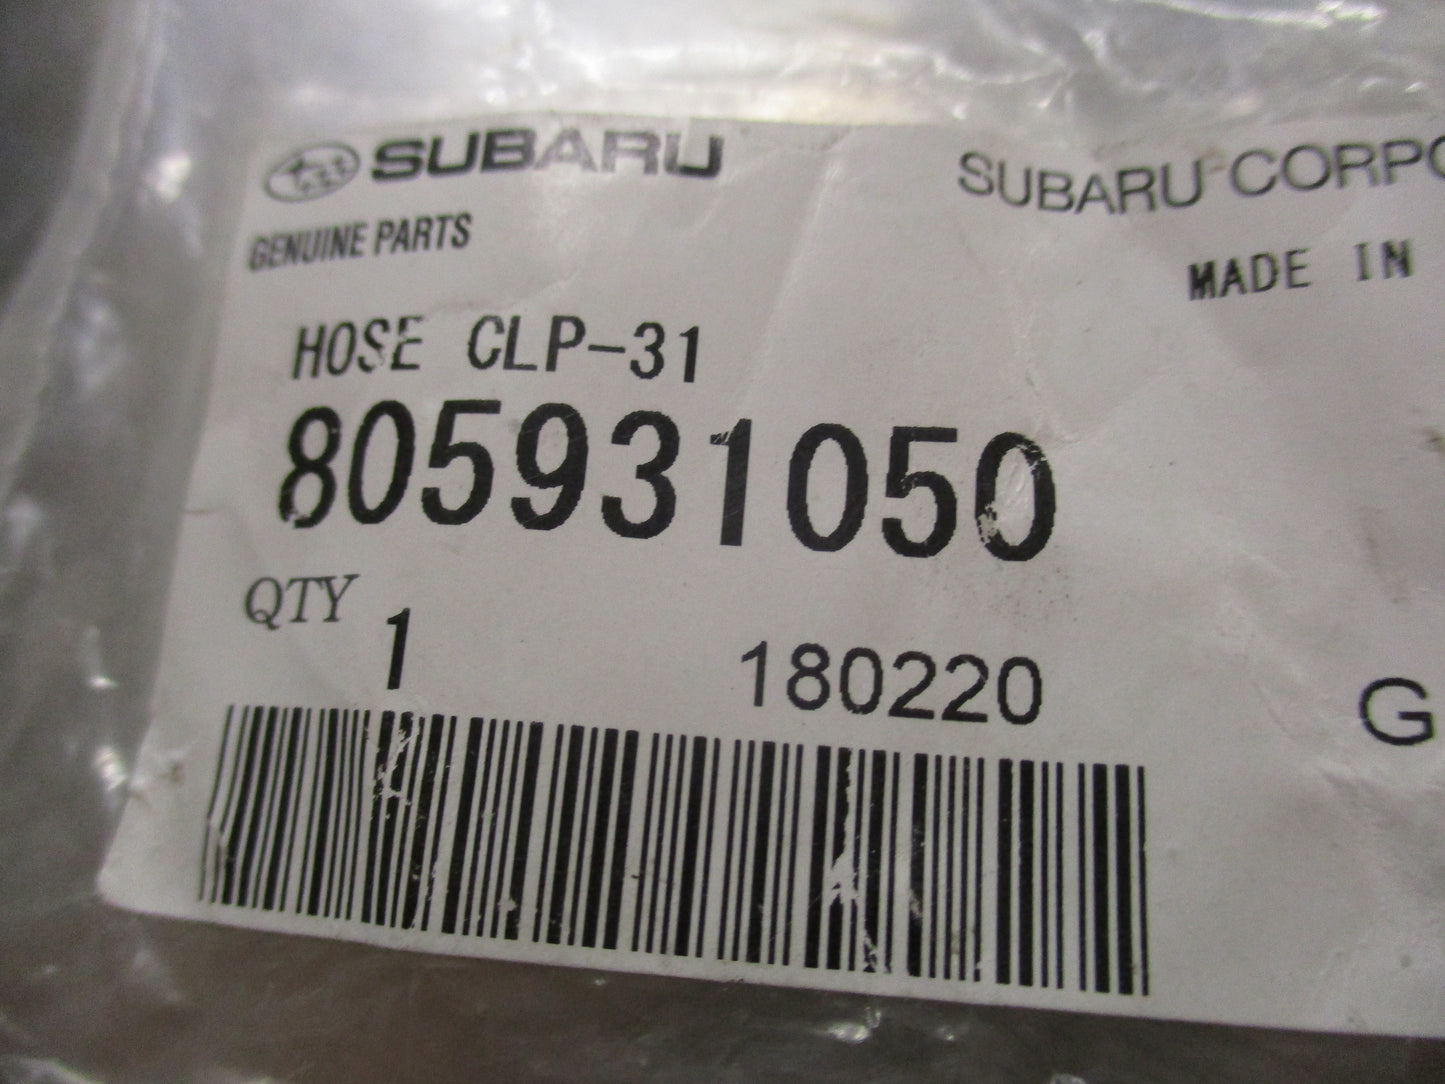 SUBARU
GENUINE PARTS
SUBARU CORPO
MADE IN
HOSE CLP-31
805931050
QTY 1
180220
G